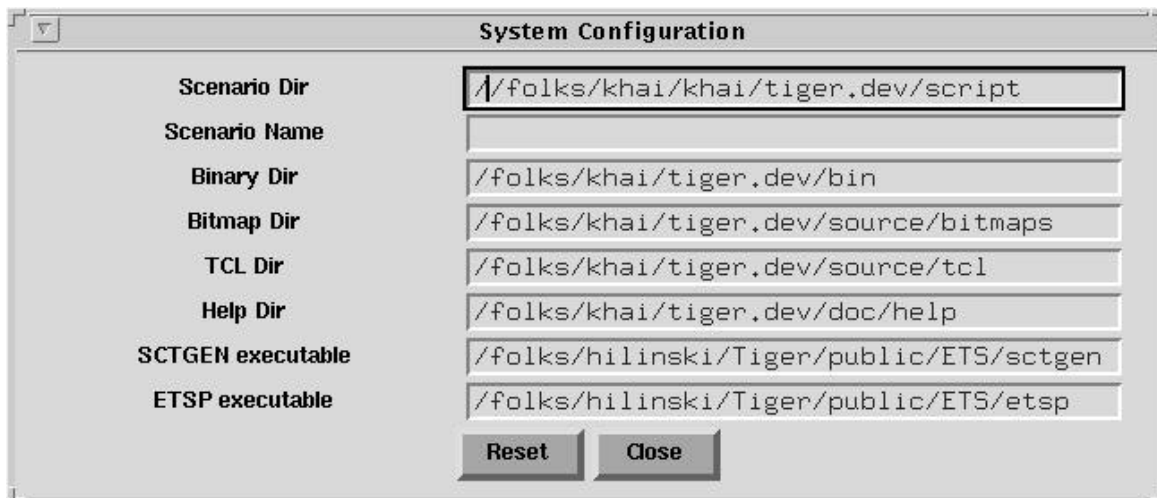 System Configuration
Scenario Dir //folks/khai/khai/tiger.dev/script
Scenario Name
Binary Dir /folks/khai/tiger.dev/bin
Bitmap Dir /folks/khai/tiger.dev/source/bitmaps
TCL Dir /folks/khai/tiger.dev/source/tcl
Help Dir /folks/khai/tiger.dev/doc/help
SCTGEN executable /folks/hilinski/Tiger/public/ETS/sctgen
ETSP executable /folks/hilinski/Tiger/public/ETS/etsp
Reset Close